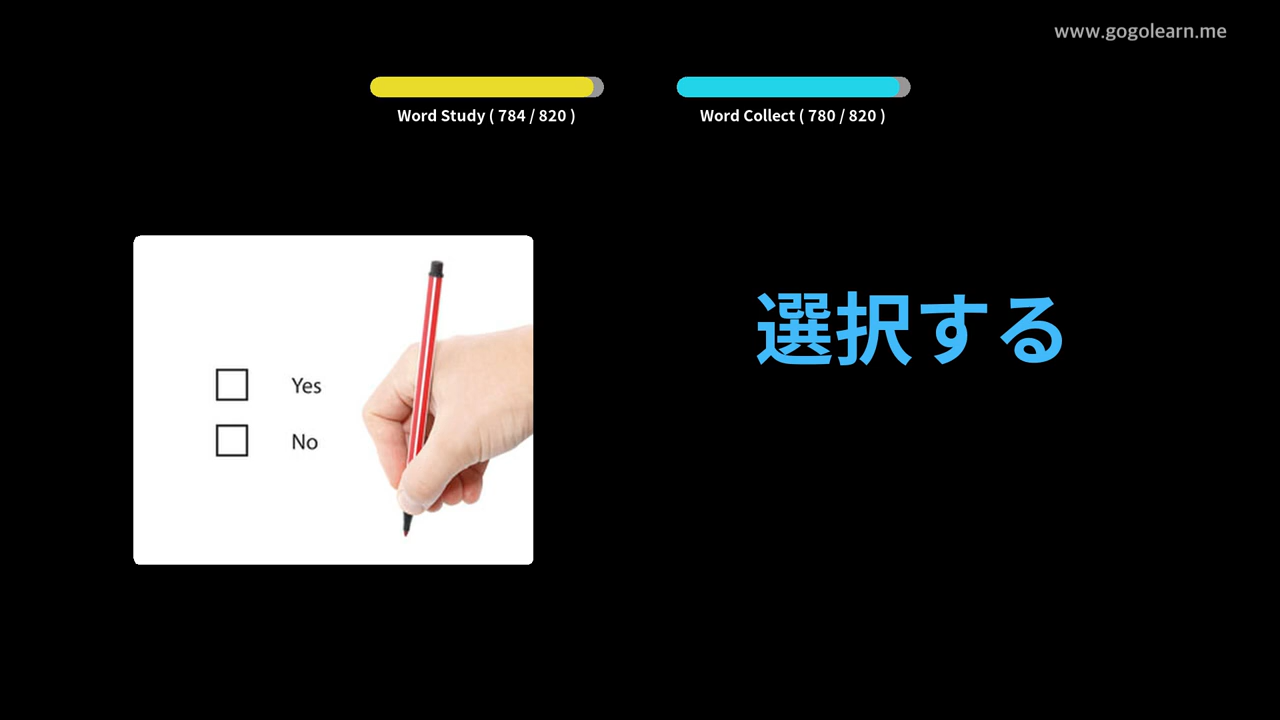 www.gogolearn.me
Word Study ( 784 / 820 )
Word Collect ( 780 / 820 )
選択する
Yes
No